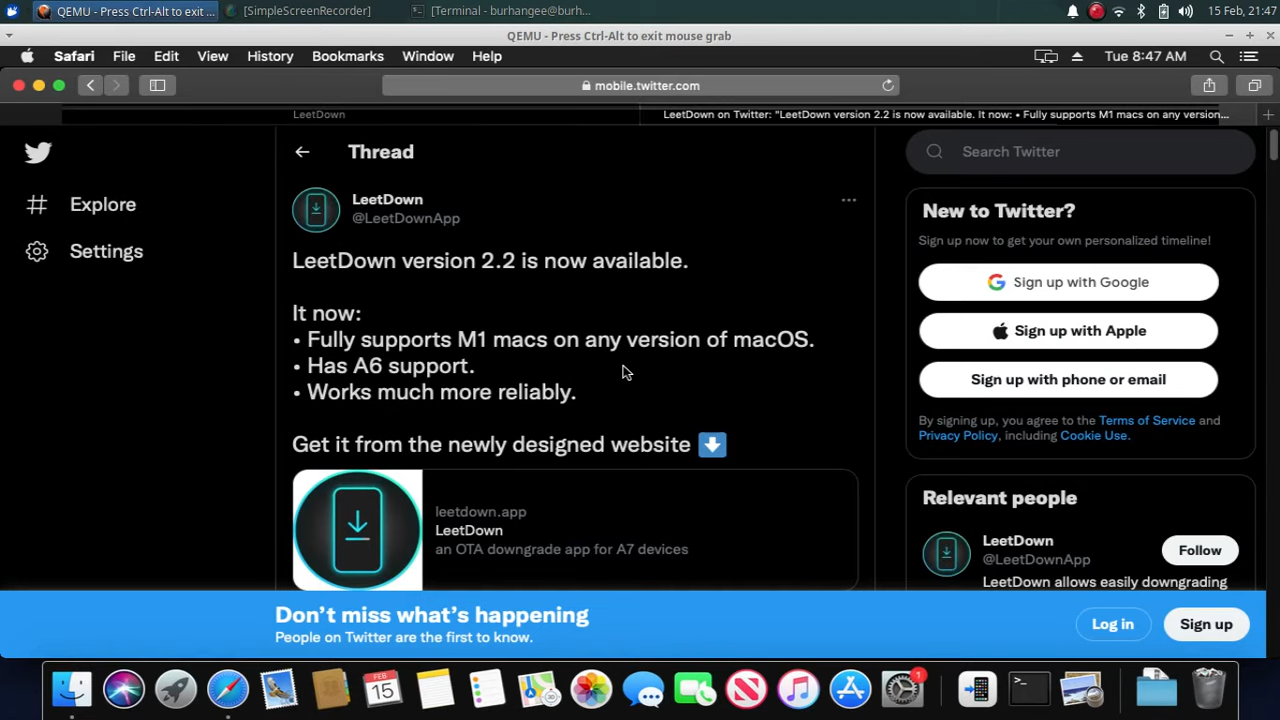 QEMU - Press Ctrl-Alt to exit ...
[SimpleScreenRecorder]
[Terminal - burhangee@burh...
15 Feb, 21:47
QEMU - Press Ctrl-Alt to exit mouse grab
Safari File Edit View History Bookmarks Window Help
Tue 8:47 AM
mobile.twitter.com
LeetDown
LeetDown on Twitter: "LeetDown version 2.2 is now available. It now: • Fully supports M1 macs on any version...
Explore
Settings
Thread
LeetDown
@LeetDownApp
LeetDown version 2.2 is now available.
It now:
• Fully supports M1 macs on any version of macOS.
• Has A6 support.
• Works much more reliably.
Get it from the newly designed website
leetdown.app
LeetDown
an OTA downgrade app for A7 devices
Search Twitter
New to Twitter?
Sign up now to get your own personalized timeline!
Sign up with Google
Sign up with Apple
Sign up with phone or email
By signing up, you agree to the Terms of Service and
Privacy Policy, including Cookie Use.
Relevant people
LeetDown
@LeetDownApp
Follow
LeetDown allows easily downgrading
Don't miss what's happening
People on Twitter are the first to know.
Log in
Sign up
FEB
15
1